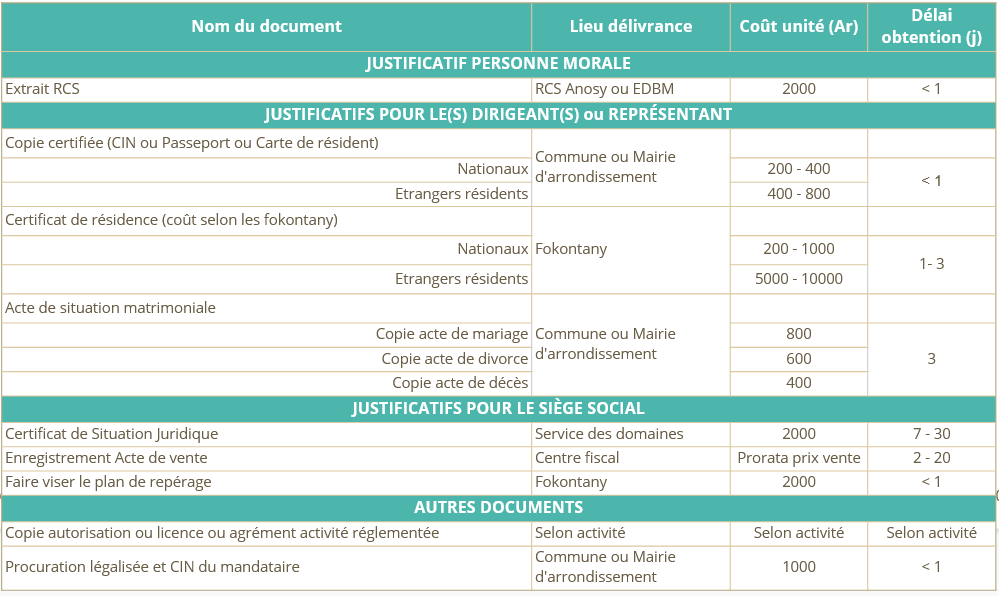 Nom du document Lieu délivrance Coût unité (Ar) Délai
obtention (j)
JUSTIFICATIF PERSONNE MORALE
Extrait RCS RCS Anosy ou EDBM 2000 < 1
JUSTIFICATIFS POUR LE(S) DIRIGEANT(S) ou REPRÉSENTANT
Copie certifiée (CIN ou Passeport ou Carte de résident)
Commune ou Mairie
d'arrondissement
Nationaux 200 - 400
< 1
Etrangers résidents 400 - 800
Certificat de résidence (coût selon les fokontany)
Nationaux Fokontany 200 - 1000
1- 3
Etrangers résidents 5000 - 10000
Acte de situation matrimoniale
Copie acte de mariage Commune ou Mairie 800
d'arrondissement
Copie acte de divorce 600 3
Copie acte de décès 400
JUSTIFICATIFS POUR LE SIÈGE SOCIAL
Certificat de Situation Juridique Service des domaines 2000 7 - 30
Enregistrement Acte de vente Centre fiscal Prorata prix vente 2 - 20
Faire viser le plan de repérage Fokontany 2000 < 1
AUTRES DOCUMENTS
Copie autorisation ou licence ou agrément activité réglementée Selon activité Selon activité Selon activité
Procuration légalisée et CIN du mandataire Commune ou Mairie
d'arrondissement 1000 < 1